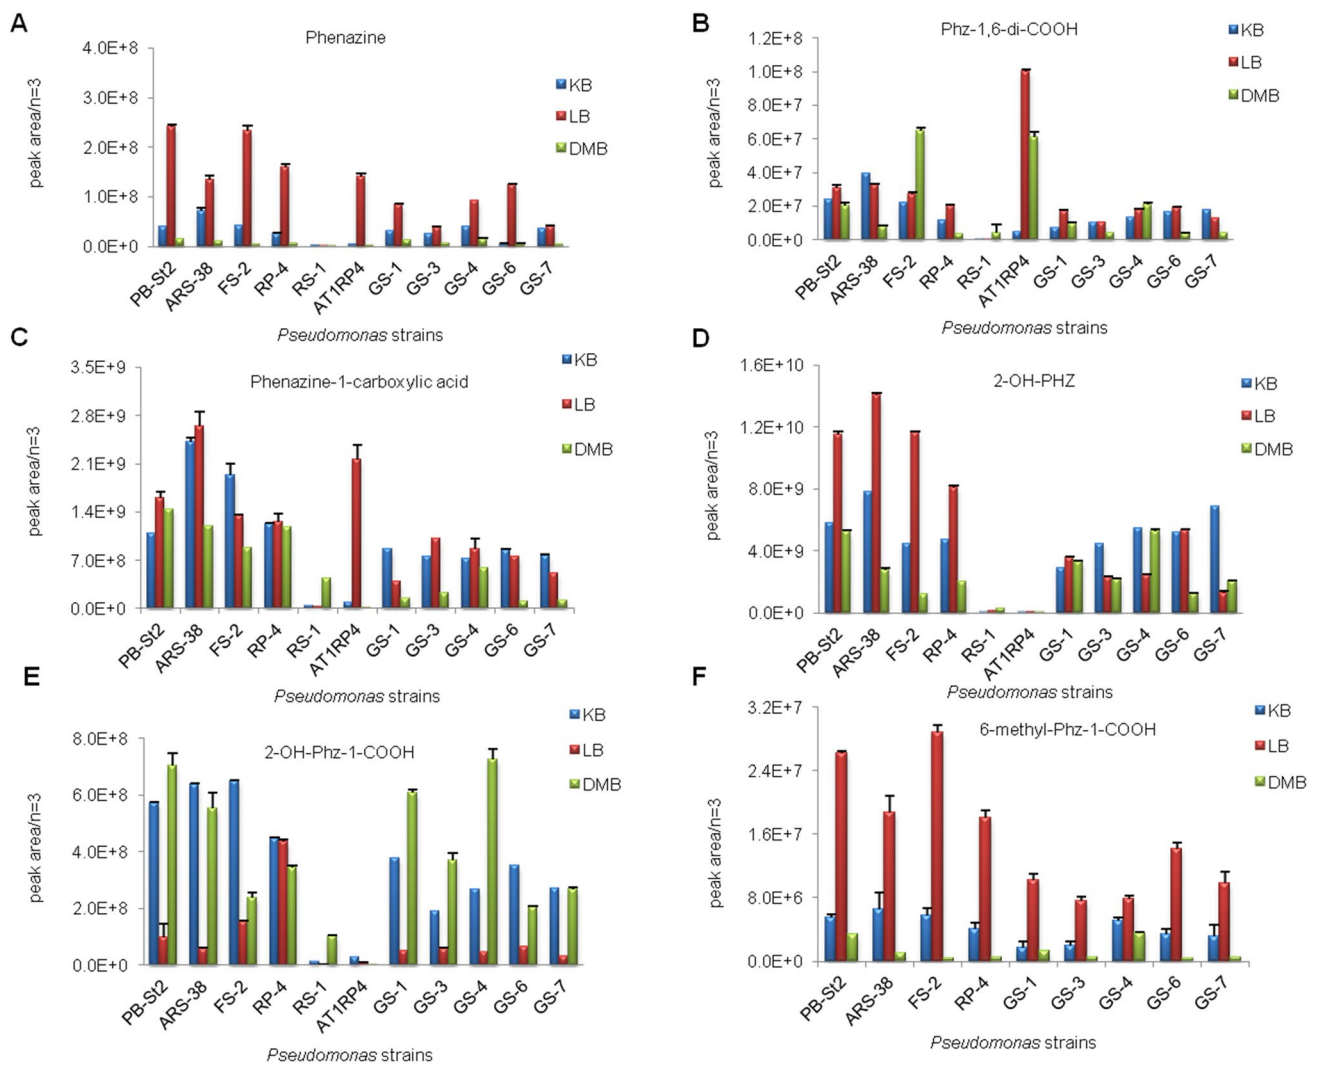 A
Phenazine
peak area/n=3
4.0E+8
3.0E+8
2.0E+8
1.0E+8
0.0E+0
KB
LB
DMB
PB-St2
ARS-38
FS-2
RP-4
RS-1
AT1RP4
GS-1
GS-3
GS-4
GS-6
GS-7
Pseudomonas strains
B
Phz-1,6-di-COOH
peak area/n=3
1.2E+8
1.0E+8
8.0E+7
6.0E+7
4.0E+7
2.0E+7
0.0E+0
KB
LB
DMB
PB-St2
ARS-38
FS-2
RP-4
RS-1
AT1RP4
GS-1
GS-3
GS-4
GS-6
GS-7
Pseudomonas strains
C
Phenazine-1-carboxylic acid
peak area/n=3
3.5E+9
2.8E+9
2.1E+9
1.4E+9
7.0E+8
0.0E+0
KB
LB
DMB
PB-St2
ARS-38
FS-2
RP-4
RS-1
AT1RP4
GS-1
GS-3
GS-4
GS-6
GS-7
Pseudomonas strains
D
2-OH-PHZ
peak area/n=3
1.6E+10
1.2E+10
8.0E+9
4.0E+9
0.0E+0
KB
LB
DMB
PB-St2
ARS-38
FS-2
RP-4
RS-1
AT1RP4
GS-1
GS-3
GS-4
GS-6
GS-7
Pseudomonas strains
E
2-OH-Phz-1-COOH
peak area/n=3
8.0E+8
6.0E+8
4.0E+8
2.0E+8
0.0E+0
KB
LB
DMB
PB-St2
ARS-38
FS-2
RP-4
RS-1
AT1RP4
GS-1
GS-3
GS-4
GS-6
GS-7
Pseudomonas strains
F
6-methyl-Phz-1-COOH
peak area/n=3
3.2E+7
2.4E+7
1.6E+7
8.0E+6
0.0E+0
KB
LB
DMB
PB-St2
ARS-38
FS-2
RP-4
GS-1
GS-3
GS-4
GS-6
GS-7
Pseudomonas strains